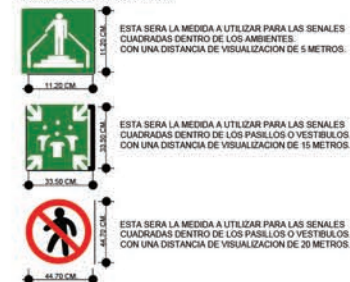 ESTA SERA LA MEDIDA A UTILIZAR PARA LAS SENALES
CUADRADAS DENTRO DE LOS AMBIENTES.
CON UNA DISTANCIA DE VISUALIZACION DE 5 METROS.
11.20 CM.
11.20 CM.
ESTA SERA LA MEDIDA A UTILIZAR PARA LAS SENALES
CUADRADAS DENTRO DE LOS PASILLOS O VESTIBULOS
CON UNA DISTANCIA DE VISUALIZACION DE 15 METROS.
33.50 CM.
33.50 CM.
ESTA SERA LA MEDIDA A UTILIZAR PARA LAS SENALES
CUADRADAS DENTRO DE LOS PASILLOS O VESTIBULOS
CON UNA DISTANCIA DE VISUALIZACION DE 20 METROS.
44.70 CM.
44.70 CM.